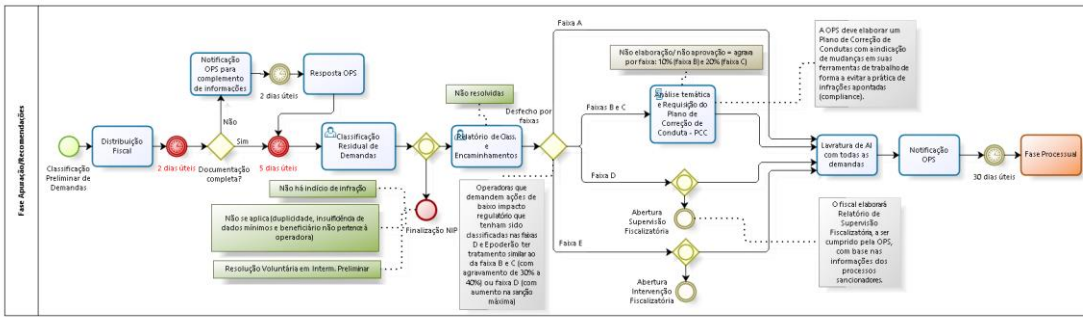 Fase Apuração/Recomendações
Classificação
Preliminar de
Demandas
Distribuição
Fiscal
2 dias úteis
Documentação
completa?
Não
Sim
Notificação
OPS para
complemento
de informações
2 dias úteis
Resposta OPS
5 dias úteis
Classificação
Residual de
Demandas
Não há indício de infração
Não se aplica(duplicidade, insuficiência de
dados mínimos e beneficiário não pertence à
operadora)
Resolução Voluntária em Interm. Preliminar
Finalização NIP
Não resolvidas
Relatório de Class.
e
Encaminhamentos
Operadoras que
demandem ações de
baixo impacto
regulatório que
tenham sido
classificadas nas faixas
D e E poderão ter
tratamento similar ao
da faixa B e C (com
agravamento de 30% a
40%) ou faixa D (com
aumento na sanção
máxima)
Desfecho por
faixas
Faixa A
Faixas B e C
Faixa D
Faixa E
Não elaboração/ não aprovação = agrava
por faixa: 10% (faixa B) e 20% (faixa C)
Análise temática
e Requisição do
Plano de
Correção de
Conduta - PCC
A OPS deve elaborar um
Plano de Correção de
Condutas com a indicação
de mudanças em suas
ferramentas de trabalho de
forma a evitar a prática de
infrações apontadas
(compliance).
Abertura
Supervisão
Fiscalizatória
Abertura
Intervenção
Fiscalizatória
O fiscal elaborará
Relatório de
Supervisão
Fiscalizatória, a ser
cumprido pela OPS,
com base nas
informações dos
processos
sancionadores.
Lavratura de AI
com todas as
demandas
Notificação
OPS
30 dias úteis
Fase Processual